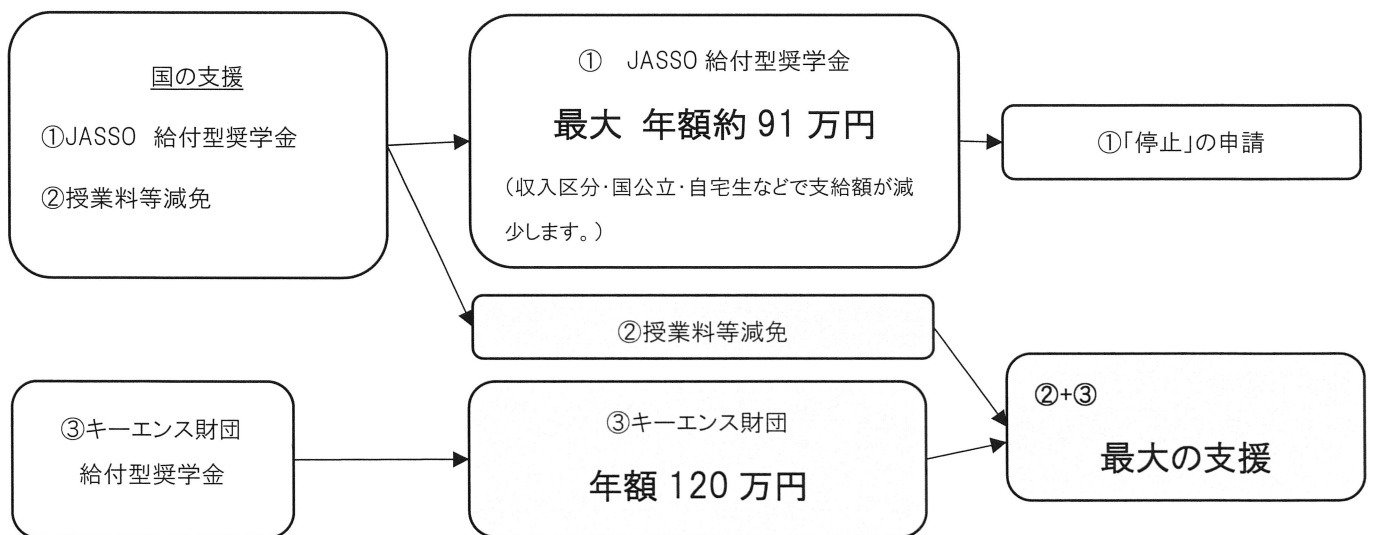 国の支援
①JASSO 給付型奨学金
②授業料等減免
① JASSO 給付型奨学金
最大 年額約 91 万円
(収入区分・国公立・自宅生などで支給額が減
少します。)
①「停止」の申請
②授業料等減免
③キーエンス財団
給付型奨学金
③キーエンス財団
年額 120 万円
②+③
最大の支援